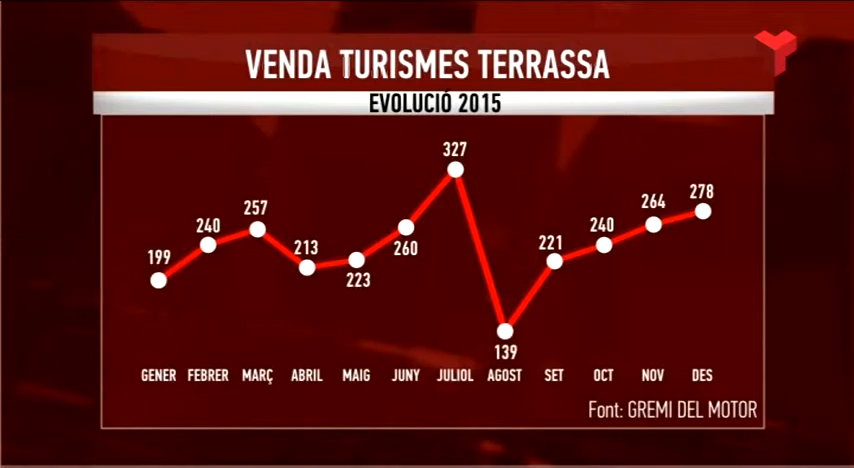 VENDA TURISMES TERRASSA
EVOLUCIÓ 2015
199 240 257 213 223 260 327 139 221 240 264 278
GENER FEBRER MARÇ ABRIL MAIG JUNY JULIOL AGOST SET OCT NOV DES
Font: GREMI DEL MOTOR